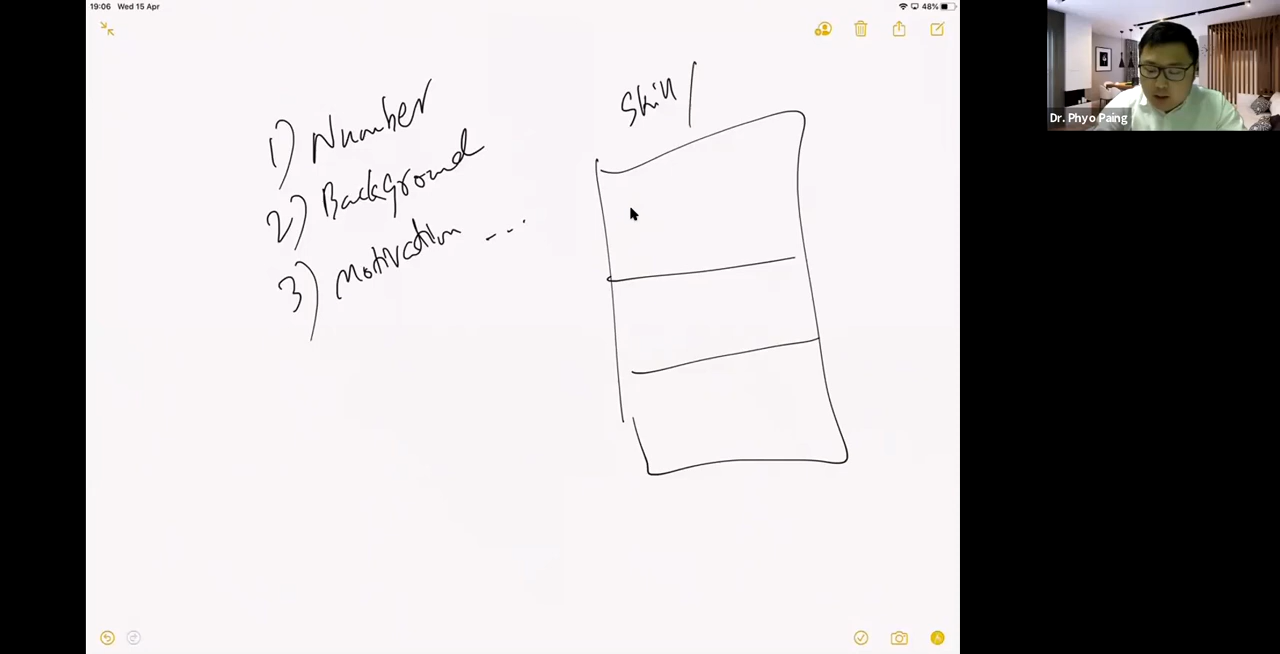 19:06 Wed 15 Apr
48%
1) Number
2) Background
3) Motivation ...
Skill/
Dr. Phyo Paing